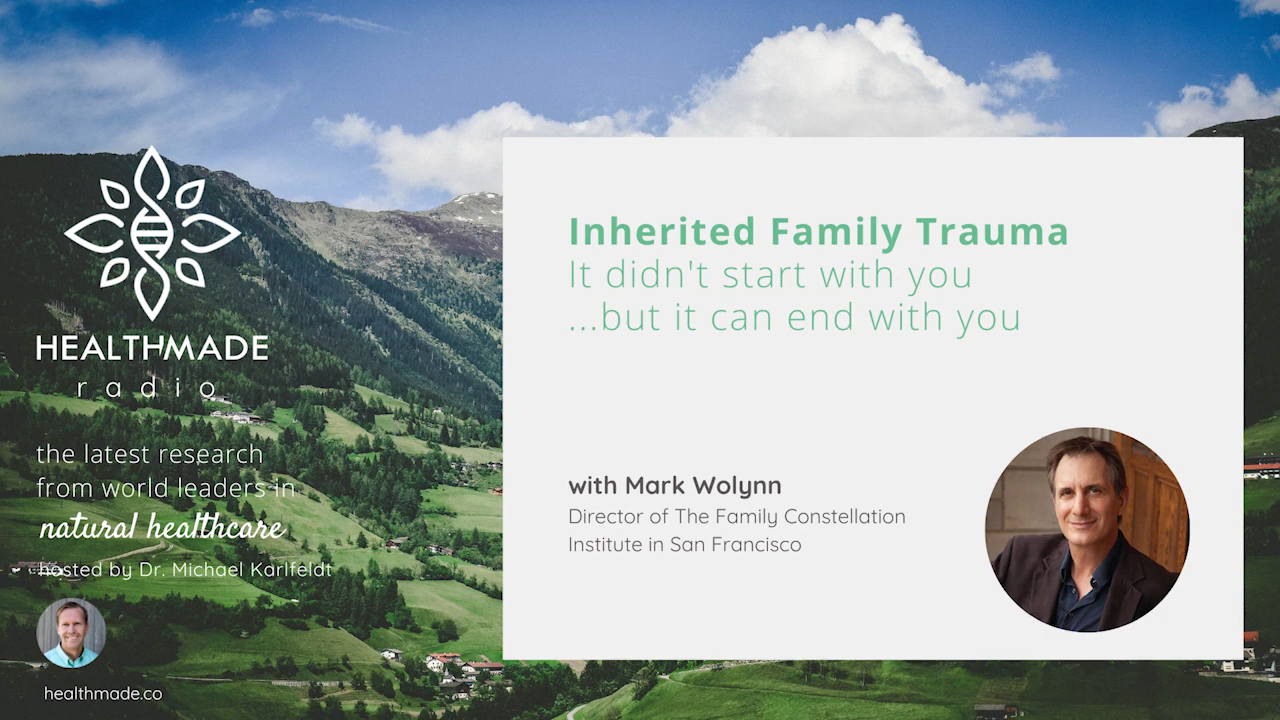 HEALTHMADE
radio
the latest research
from world leaders in
natural healthcare
hosted by Dr. Michael Karlfeldt
healthmade.co
Inherited Family Trauma
It didn't start with you
...but it can end with you
with Mark Wolynn
Director of The Family Constellation
Institute in San Francisco